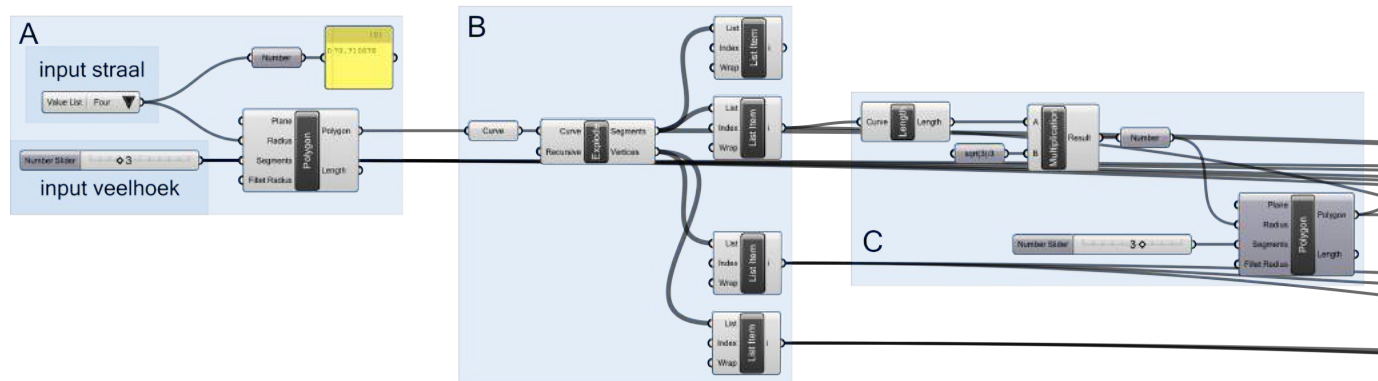 A
input straal
Value List Four
Number
{0}
Plane
Radius
Segments
Fillet Radius
Polygon
Polygon
Length
Number Slider 3
input veelhoek
B
Curve
Curve
Recursive
Explode
Segments
Vertices
List
Index
Wrap
List Item
i
List
Index
Wrap
List Item
i
List
Index
Wrap
List Item
i
List
Index
Wrap
List Item
i
C
Curve
Length
Length
sqrt(3)/3
A
B
Multiplication
Result
Number
Number Slider 3
Plane
Radius
Segments
Fillet Radius
Polygon
Polygon
Length